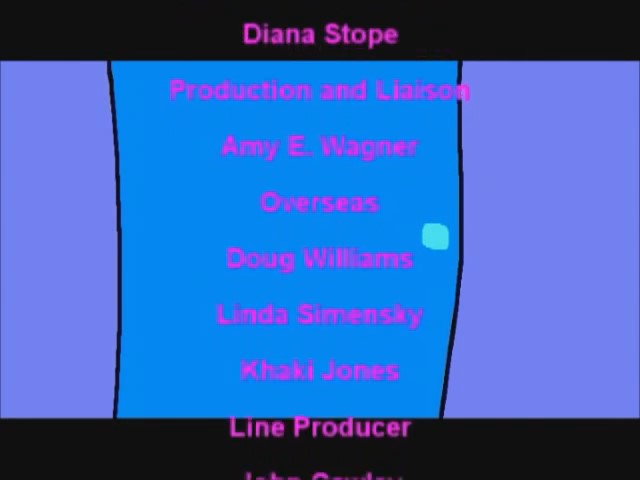 Diana Stope
Production and Liaison
Amy E. Wagner
Overseas
Doug Williams
Linda Simensky
Khaki Jones
Line Producer